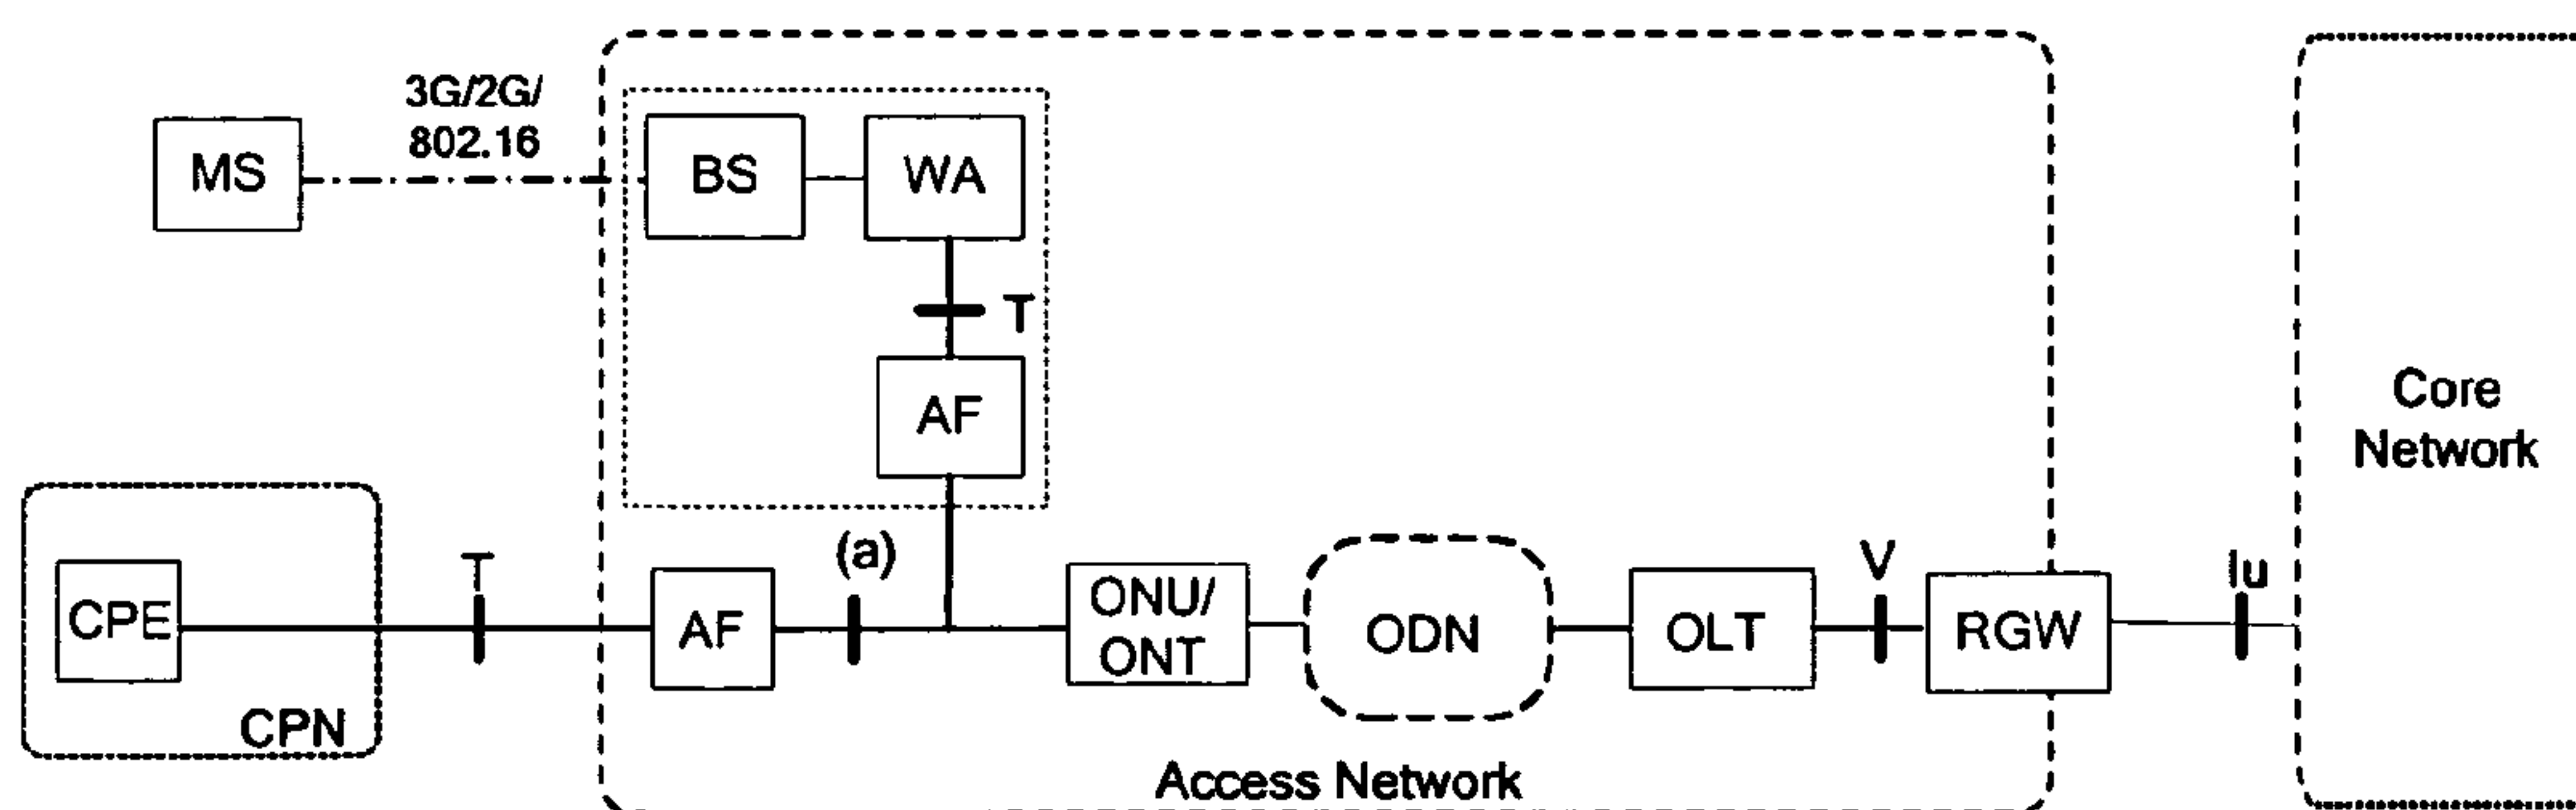 3G/2G/
802.16
MS
BS
WA
T
AF
Core
Network
(a)
T
V
Iu
CPE
AF
ONU/
ONT
ODN
OLT
RGW
CPN
Access Network